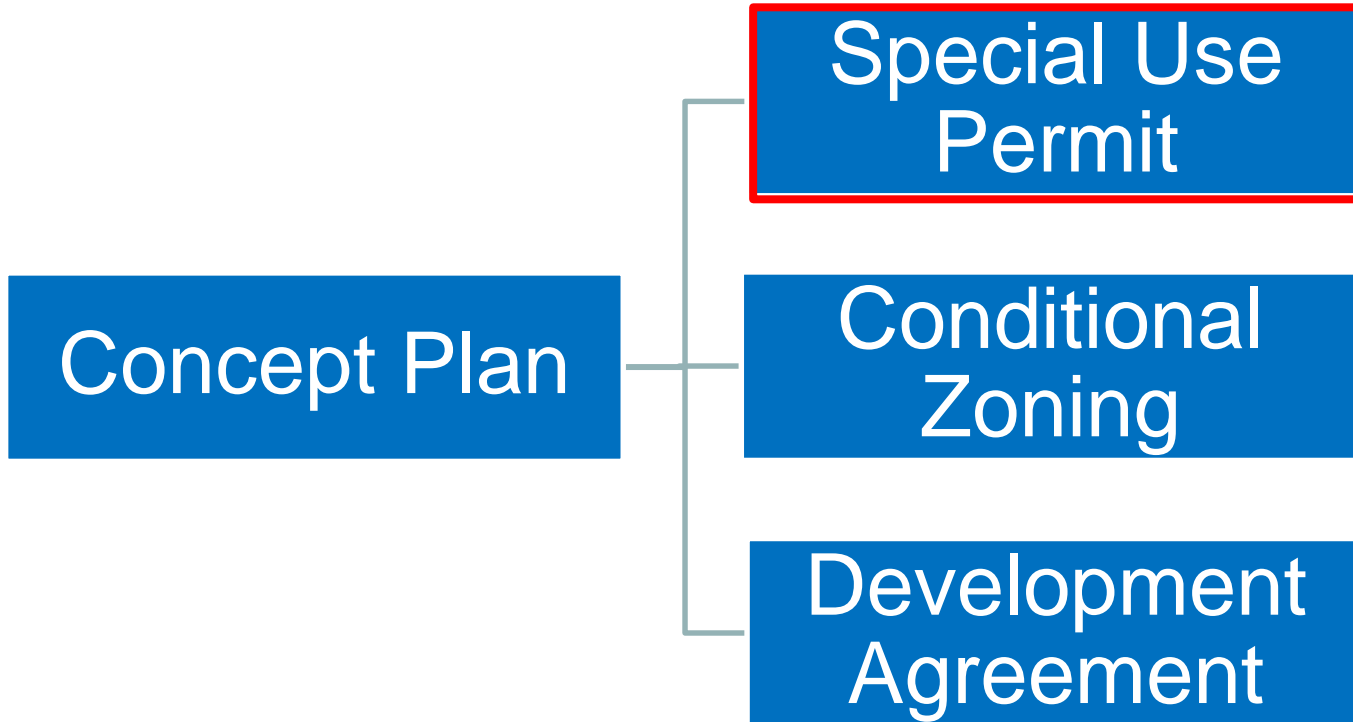 Concept Plan
Special Use
Permit
Conditional
Zoning
Development
Agreement